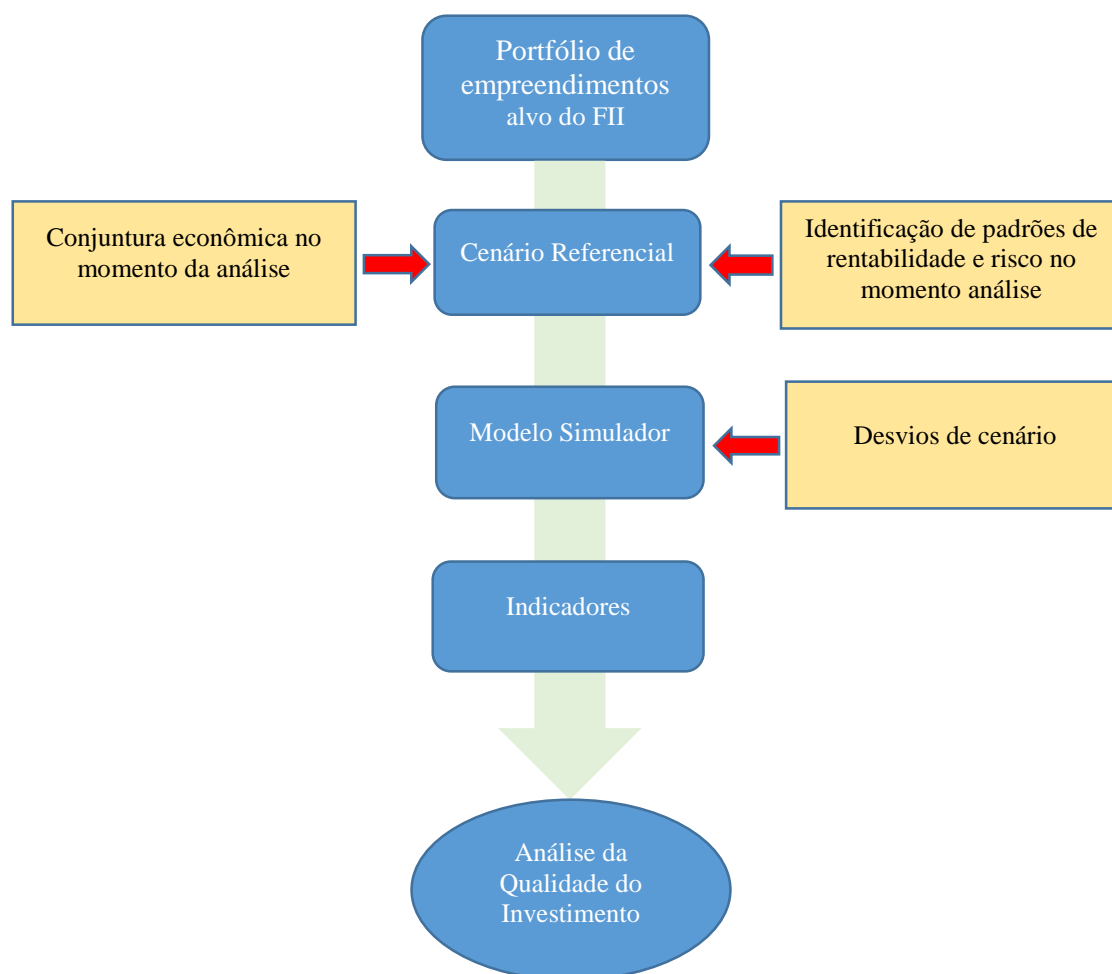 Portfólio de
empreendimentos
alvo do FII
Conjuntura econômica no
momento da análise
Cenário Referencial
Identificação de padrões de
rentabilidade e risco no
momento análise
Modelo Simulador
Desvios de cenário
Indicadores
Análise da
Qualidade do
Investimento